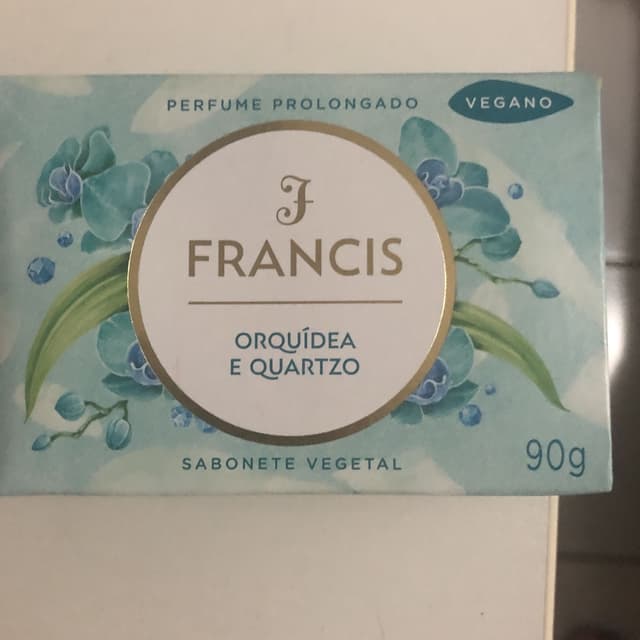 PERFUME PROLONGADO
VEGANO
F
FRANCIS
ORQUÍDEA
E QUARTZO
SABONETE VEGETAL
90g